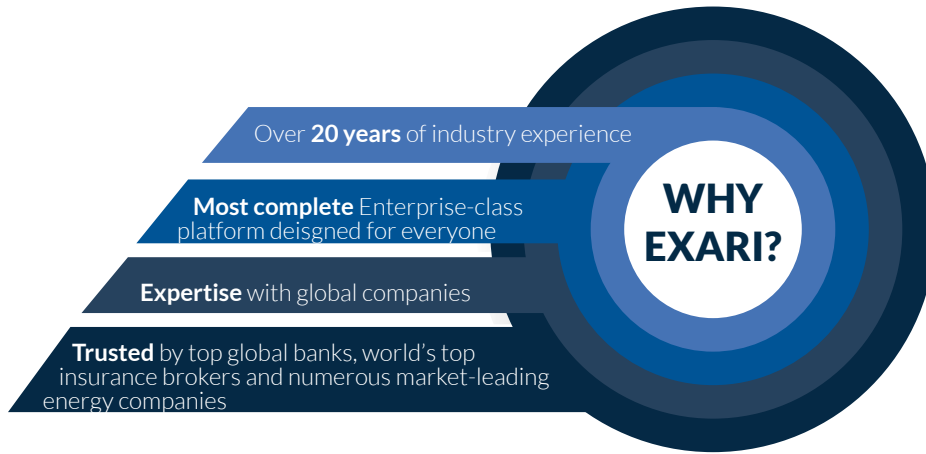 Over 20 years of industry experience
Most complete Enterprise-class
platform deisgned for everyone
Expertise with global companies
Trusted by top global banks, world’s top
insurance brokers and numerous market-leading
energy companies
WHY
EXARI?